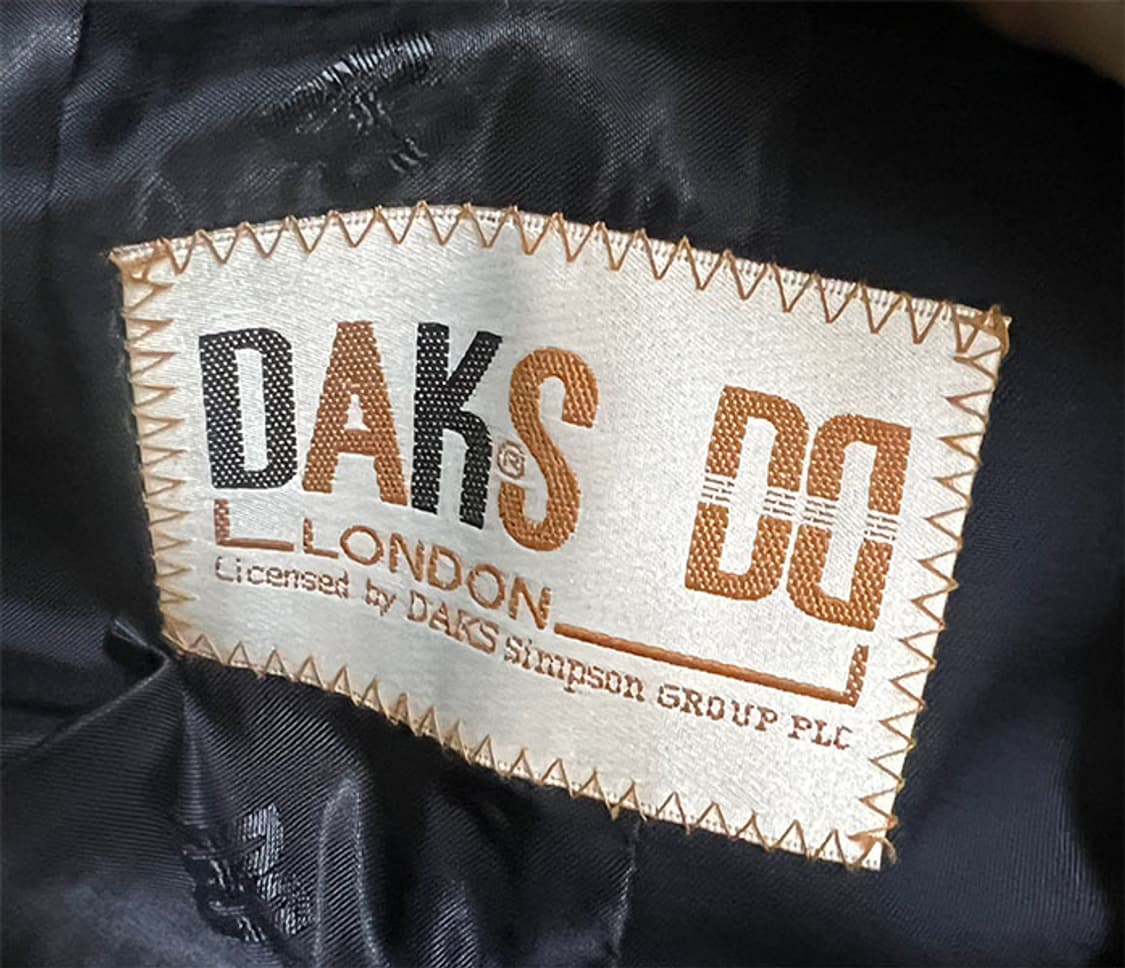 DAKS® DD
LONDON
Licensed by DAKS simpson GROUP PLC